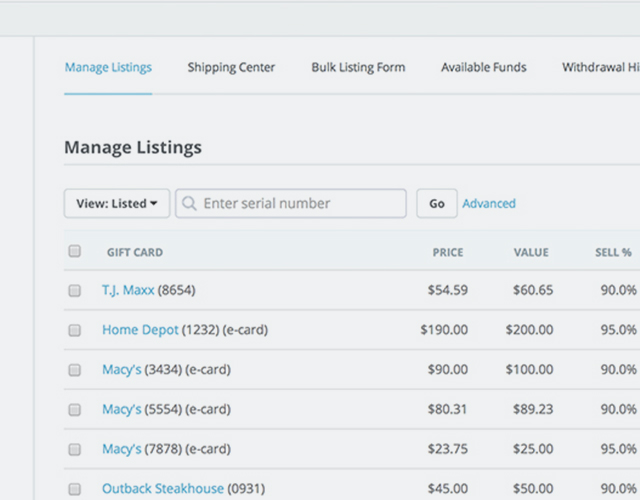 Manage Listings Shipping Center Bulk Listing Form Available Funds Withdrawal Hi
Manage Listings
View: Listed Enter serial number Go Advanced
GIFT CARD PRICE VALUE SELL %
T.J. Maxx (8654) $54.59 $60.65 90.0%
Home Depot (1232) (e-card) $190.00 $200.00 95.0%
Macy's (3434) (e-card) $90.00 $100.00 90.0%
Macy's (5554) (e-card) $80.31 $89.23 90.0%
Macy's (7878) (e-card) $23.75 $25.00 95.0%
Outback Steakhouse (0931) $45.00 $50.00 90.0%